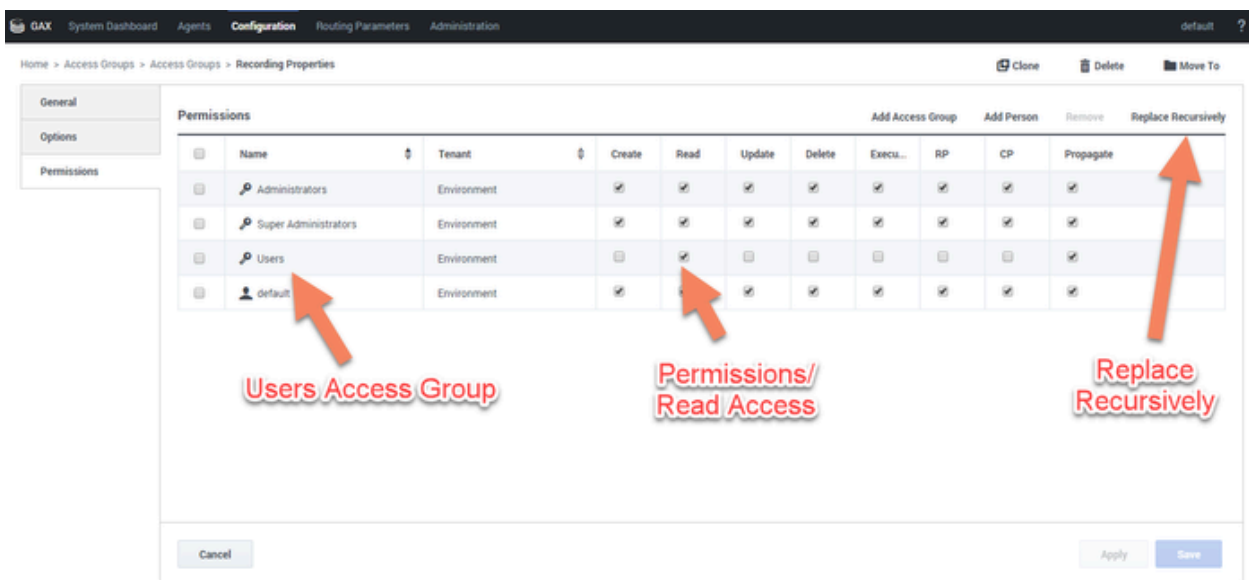 GAX System Dashboard Agents Configuration Routing Parameters Administration default ?
Home > Access Groups > Access Groups > Recording Properties Clone Delete Move To
General
Options
Permissions
Permissions Add Access Group Add Person Remove Replace Recursively
Name Tenant Create Read Update Delete Execu... RP CP Propagate
Administrators Environment
Super Administrators Environment
Users Environment
default Environment
Users Access Group
Permissions/
Read Access
Replace
Recursively
Cancel Apply Save